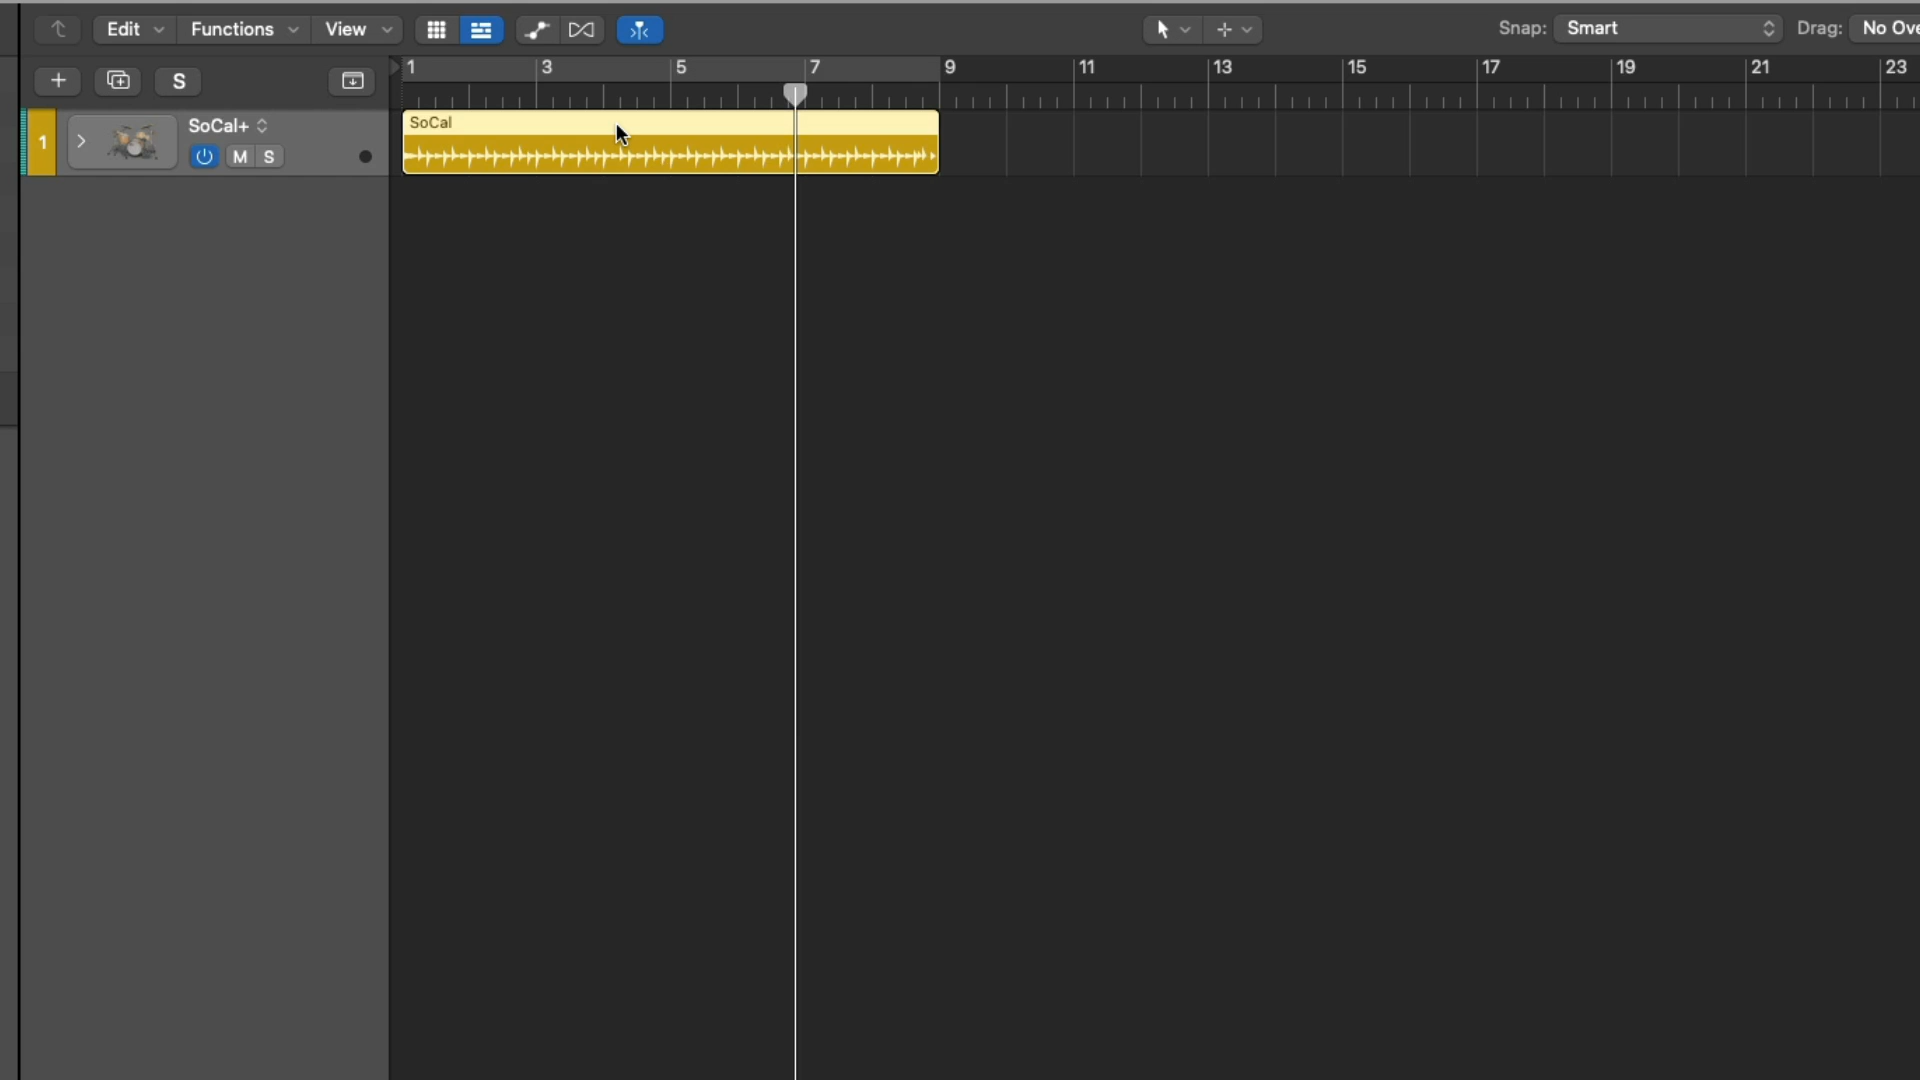 Edit Functions View Snap: Smart Drag: No Ove
S 1 3 5 7 9 11 13 15 17 19 21 23
1 SoCal+ SoCal
M S